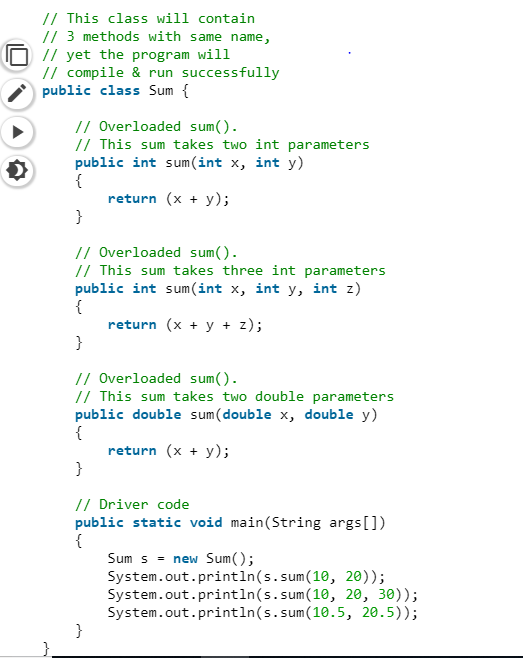 // This class will contain
// 3 methods with same name,
// yet the program will
// compile & run successfully
public class Sum {
// Overloaded sum().
// This sum takes two int parameters
public int sum(int x, int y)
{
return (x + y);
}
// Overloaded sum().
// This sum takes three int parameters
public int sum(int x, int y, int z)
{
return (x + y + z);
}
// Overloaded sum().
// This sum takes two double parameters
public double sum(double x, double y)
{
return (x + y);
}
// Driver code
public static void main(String args[])
{
Sum s = new Sum();
System.out.println(s.sum(10, 20));
System.out.println(s.sum(10, 20, 30));
System.out.println(s.sum(10.5, 20.5));
}
}